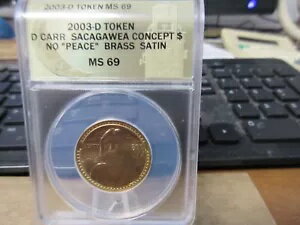 2003-D TOKEN MS 69
2003-D TOKEN
D CARR SACAGAWEA CONCEPT $
NO "PEACE" BRASS SATIN
MS 69